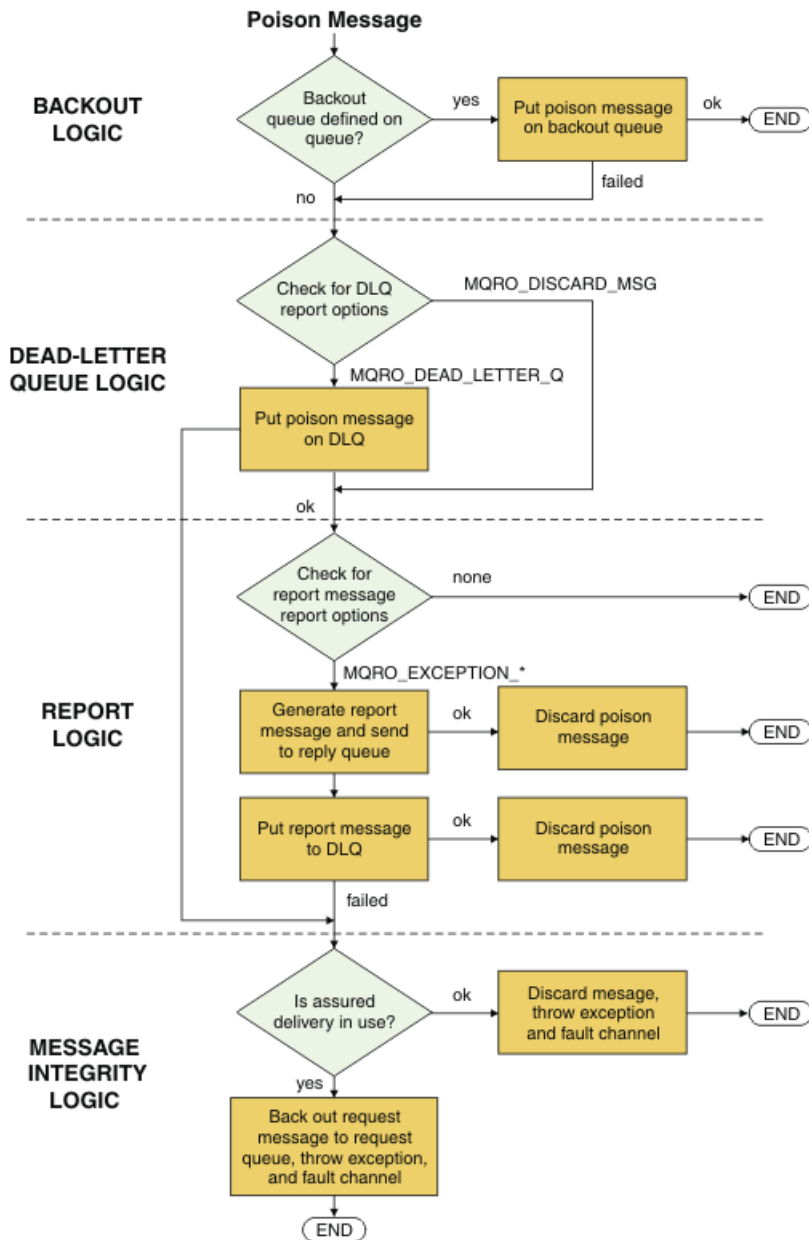 Poison Message
BACKOUT
LOGIC
Backout
queue defined on
queue?
yes
Put poison message
on backout queue
ok
END
failed
no
DEAD-LETTER
QUEUE LOGIC
Check for DLQ
report options
MQRO_DISCARD_MSG
MQRO_DEAD_LETTER_Q
Put poison message
on DLQ
ok
REPORT
LOGIC
Check for
report message
report options
none
END
MQRO_EXCEPTION_*
Generate report
message and send
to reply queue
ok
Discard poison
message
END
Put report message
to DLQ
ok
Discard poison
message
END
failed
MESSAGE
INTEGRITY
LOGIC
Is assured
delivery in use?
ok
Discard mesage,
throw exception
and fault channel
END
yes
Back out request
message to request
queue, throw exception,
and fault channel
END